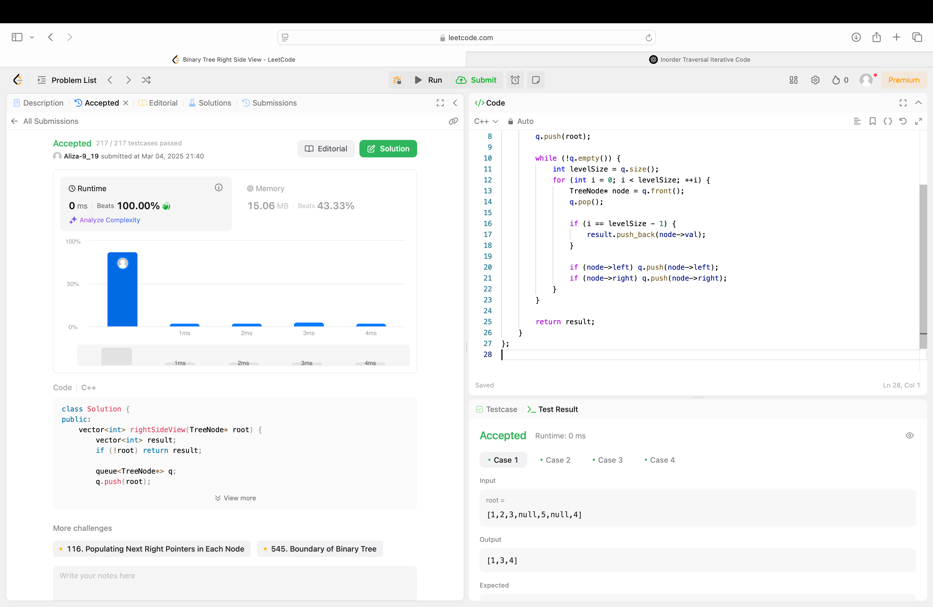 leetcode.com
Binary Tree Right Side View - LeetCode
Inorder Traversal Iterative Code
Problem List
Run
Submit
0
Premium
Description
Accepted
Editorial
Solutions
Submissions
All Submissions
Accepted 217 / 217 testcases passed
Aliza-9_19 submitted at Mar 04, 2025 21:40
Editorial
Solution
Runtime
0 ms Beats 100.00%
Analyze Complexity
Memory
15.06 MB Beats 43.33%
100%
50%
0%
1ms 2ms 3ms 4ms
1ms 2ms 3ms 4ms
Code C++
class Solution {
public:
    vector<int> rightSideView(TreeNode* root) {
        vector<int> result;
        if (!root) return result;
        queue<TreeNode*> q;
        q.push(root);
View more
More challenges
116. Populating Next Right Pointers in Each Node
545. Boundary of Binary Tree
Write your notes here
</> Code
C++ Auto
8         q.push(root);
9
10         while (!q.empty()) {
11             int levelSize = q.size();
12             for (int i = 0; i < levelSize; ++i) {
13                 TreeNode* node = q.front();
14                 q.pop();
15
16                 if (i == levelSize - 1) {
17                     result.push_back(node->val);
18                 }
19
20                 if (node->left) q.push(node->left);
21                 if (node->right) q.push(node->right);
22             }
23         }
24
25         return result;
26     }
27 };
28
Saved
Ln 28, Col 1
Testcase
Test Result
Accepted Runtime: 0 ms
Case 1
Case 2
Case 3
Case 4
Input
root =
[1,2,3,null,5,null,4]
Output
[1,3,4]
Expected